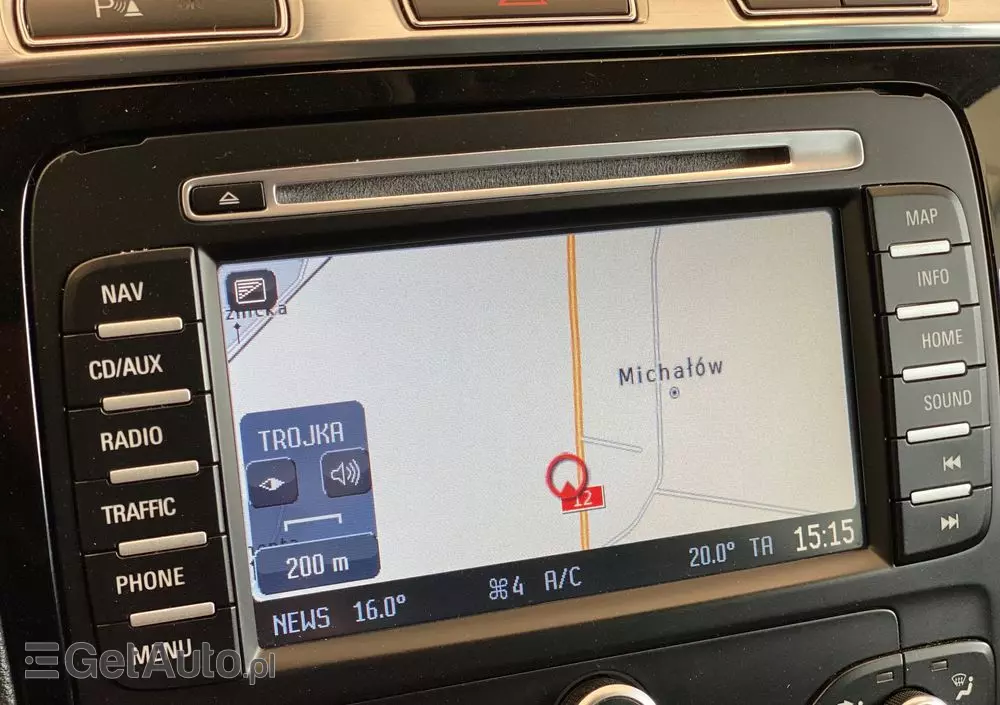 P
NAV
CD/AUX
RADIO
TRAFFIC
PHONE
MENU
MAP
INFO
HOME
SOUND
Michałów
12
TROJKA
200 m
NEWS 16.0° 4 A/C 20.0° TA 15:15
GetAuto.pl